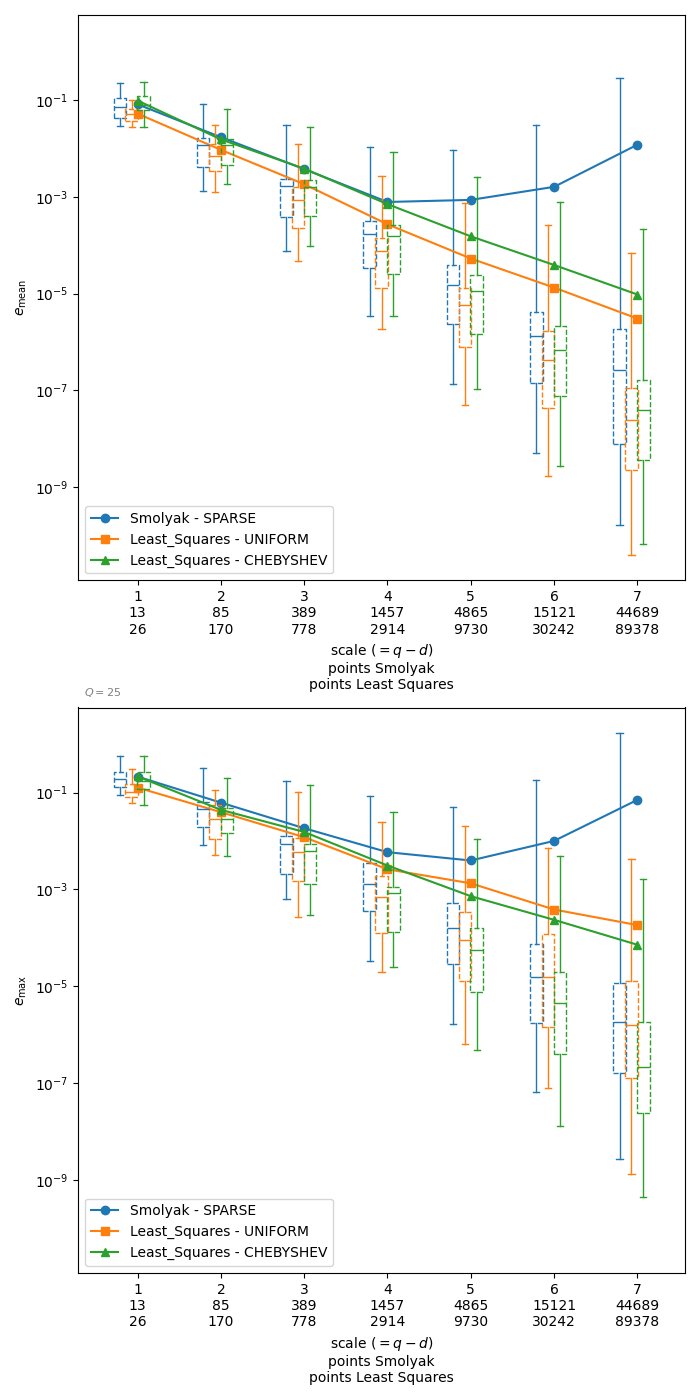 10⁻¹
10⁻³
10⁻⁵
10⁻⁷
10⁻⁹
e_mean
Smolyak - SPARSE
Least_Squares - UNIFORM
Least_Squares - CHEBYSHEV
1 2 3 4 5 6 7
13 85 389 1457 4865 15121 44689
26 170 778 2914 9730 30242 89378
scale (= q − d)
points Smolyak
points Least Squares
Q = 25
10⁻¹
10⁻³
10⁻⁵
10⁻⁷
10⁻⁹
e_max
Smolyak - SPARSE
Least_Squares - UNIFORM
Least_Squares - CHEBYSHEV
1 2 3 4 5 6 7
13 85 389 1457 4865 15121 44689
26 170 778 2914 9730 30242 89378
scale (= q − d)
points Smolyak
points Least Squares